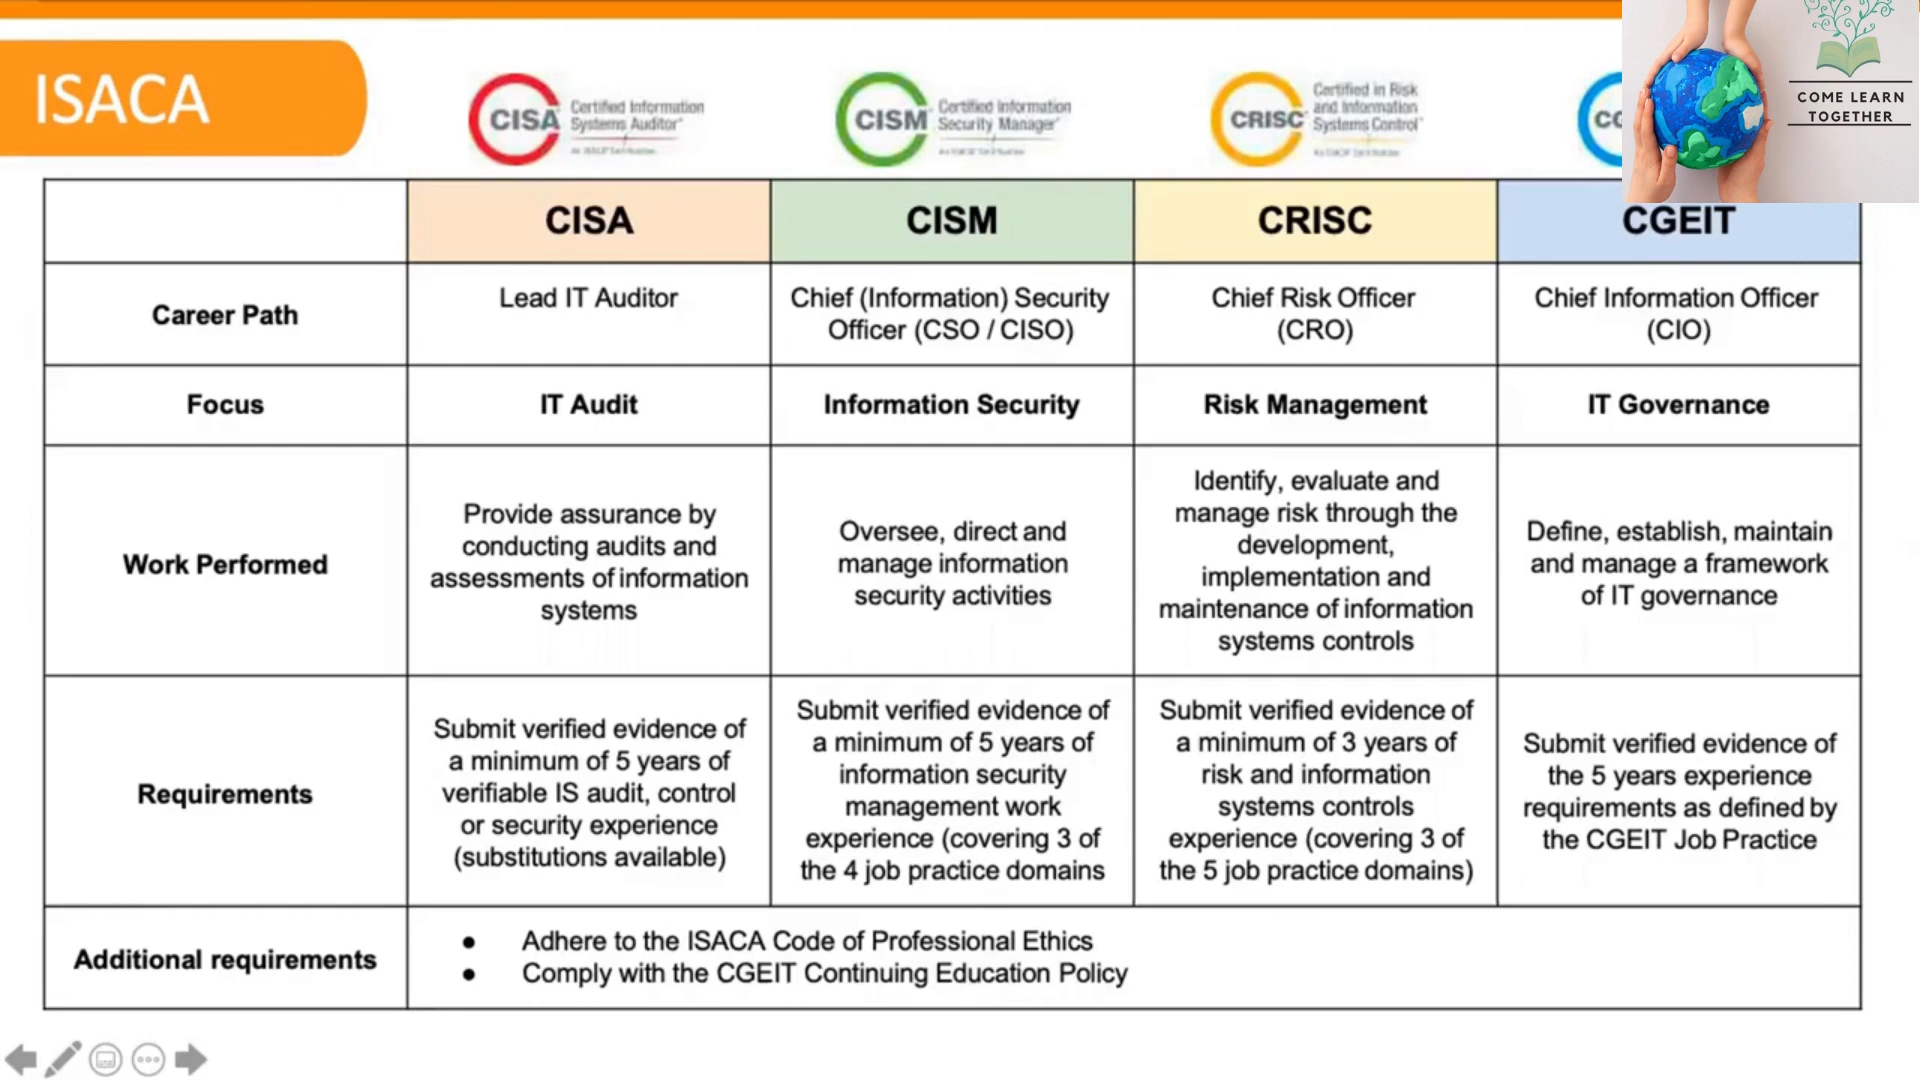 ISACA
CISA
Certified Information
Systems Auditor
CISM
Certified Information
Security Manager
CRISC
Certified in Risk
and Information
Systems Control
COME LEARN
TOGETHER
CISA
CISM
CRISC
CGEIT
Career Path
Lead IT Auditor
Chief (Information) Security
Officer (CSO / CISO)
Chief Risk Officer
(CRO)
Chief Information Officer
(CIO)
Focus
IT Audit
Information Security
Risk Management
IT Governance
Work Performed
Provide assurance by
conducting audits and
assessments of information
systems
Oversee, direct and
manage information
security activities
Identify, evaluate and
manage risk through the
development,
implementation and
maintenance of information
systems controls
Define, establish, maintain
and manage a framework
of IT governance
Requirements
Submit verified evidence of
a minimum of 5 years of
verifiable IS audit, control
or security experience
(substitutions available)
Submit verified evidence of
a minimum of 5 years of
information security
management work
experience (covering 3 of
the 4 job practice domains
Submit verified evidence of
a minimum of 3 years of
risk and information
systems controls
experience (covering 3 of
the 5 job practice domains)
Submit verified evidence of
the 5 years experience
requirements as defined by
the CGEIT Job Practice
Additional requirements
● Adhere to the ISACA Code of Professional Ethics
● Comply with the CGEIT Continuing Education Policy